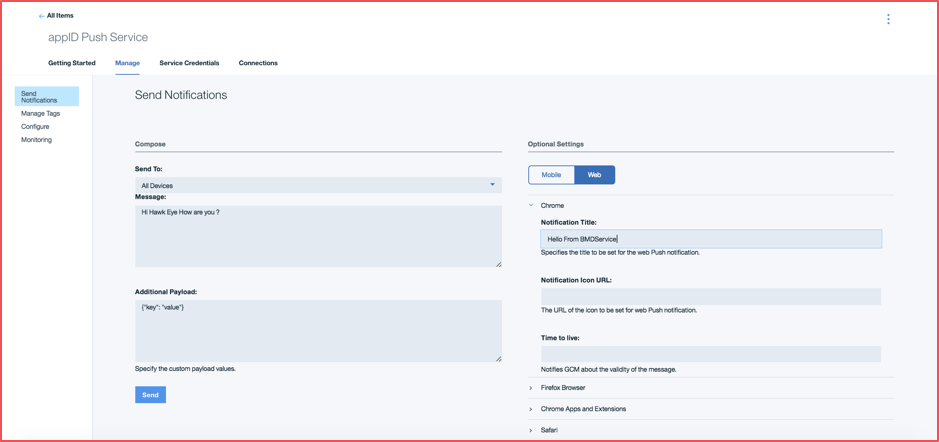 ← All Items
appID Push Service
Getting Started
Manage
Service Credentials
Connections
Send
Notifications
Manage Tags
Configure
Monitoring
Send Notifications
Compose
Send To:
All Devices
Message:
Hi Hawk Eye How are you ?
Additional Payload:
{"key": "value"}
Specify the custom payload values.
Send
Optional Settings
Mobile
Web
Chrome
Notification Title:
Hello From BMDService
Specifies the title to be set for the web Push notification.
Notification Icon URL:
The URL of the icon to be set for web Push notification.
Time to live:
Notifies GCM about the validity of the message.
Firefox Browser
Chrome Apps and Extensions
Safari